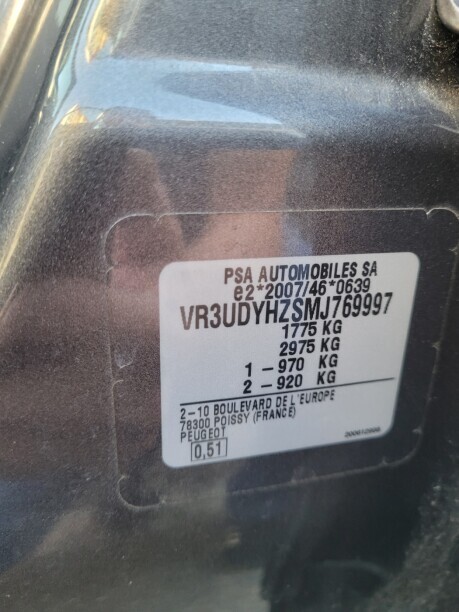 PSA AUTOMOBILES SA
e2*2007/46*0639
VR3UDYHZSMJ769997
1775 KG
2975 KG
1 - 970 KG
2 - 920 KG
2-10 BOULEVARD DE L'EUROPE
78300 POISSY (FRANCE)
PEUGEOT
0,51